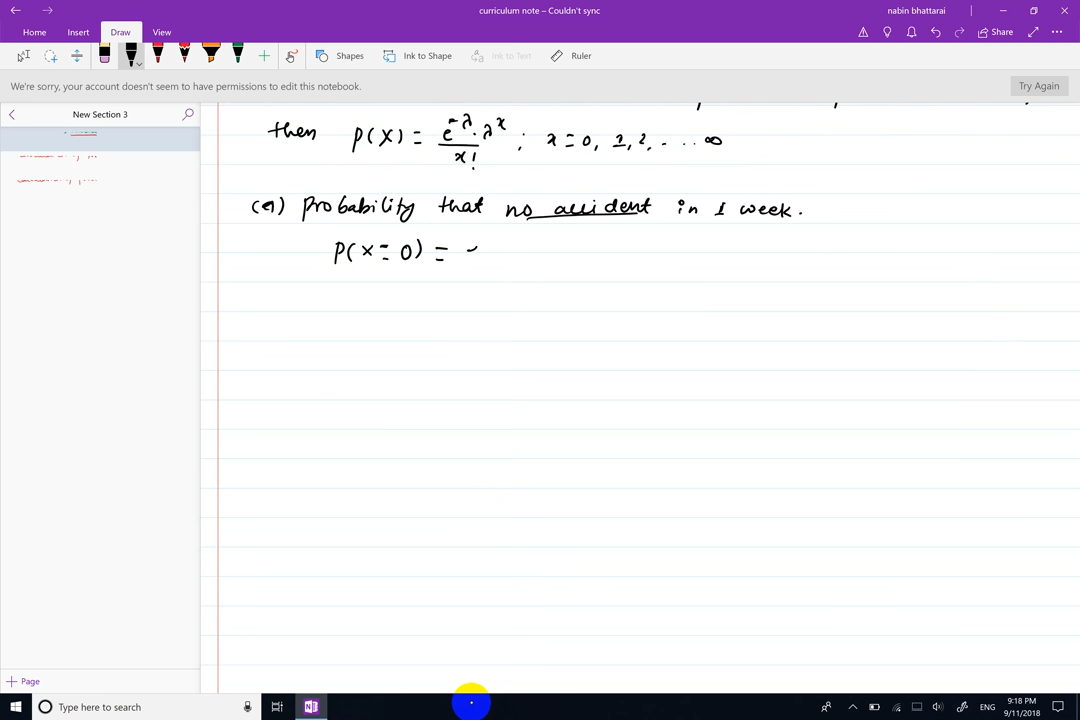 curriculum note – Couldn't sync
nabin bhattarai
Home Insert Draw View
Share
Shapes Ink to Shape Ink to Text Ruler
We're sorry, your account doesn't seem to have permissions to edit this notebook.
Try Again
New Section 3
then P(X) = e^-λ · λ^x / x! ; x = 0, 1, 2, . . . . ∞
(a) Probability that no accident in 1 week.
P(X = 0) =
+ Page
Type here to search
ENG
9:18 PM
9/11/2018